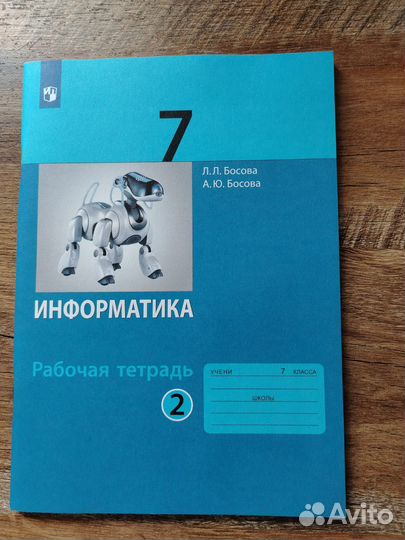 7
Л.Л. Босова
А.Ю. Босова
ИНФОРМАТИКА
Рабочая тетрадь
2
УЧЕНИ 7 КЛАССА
ШКОЛЫ
Avito